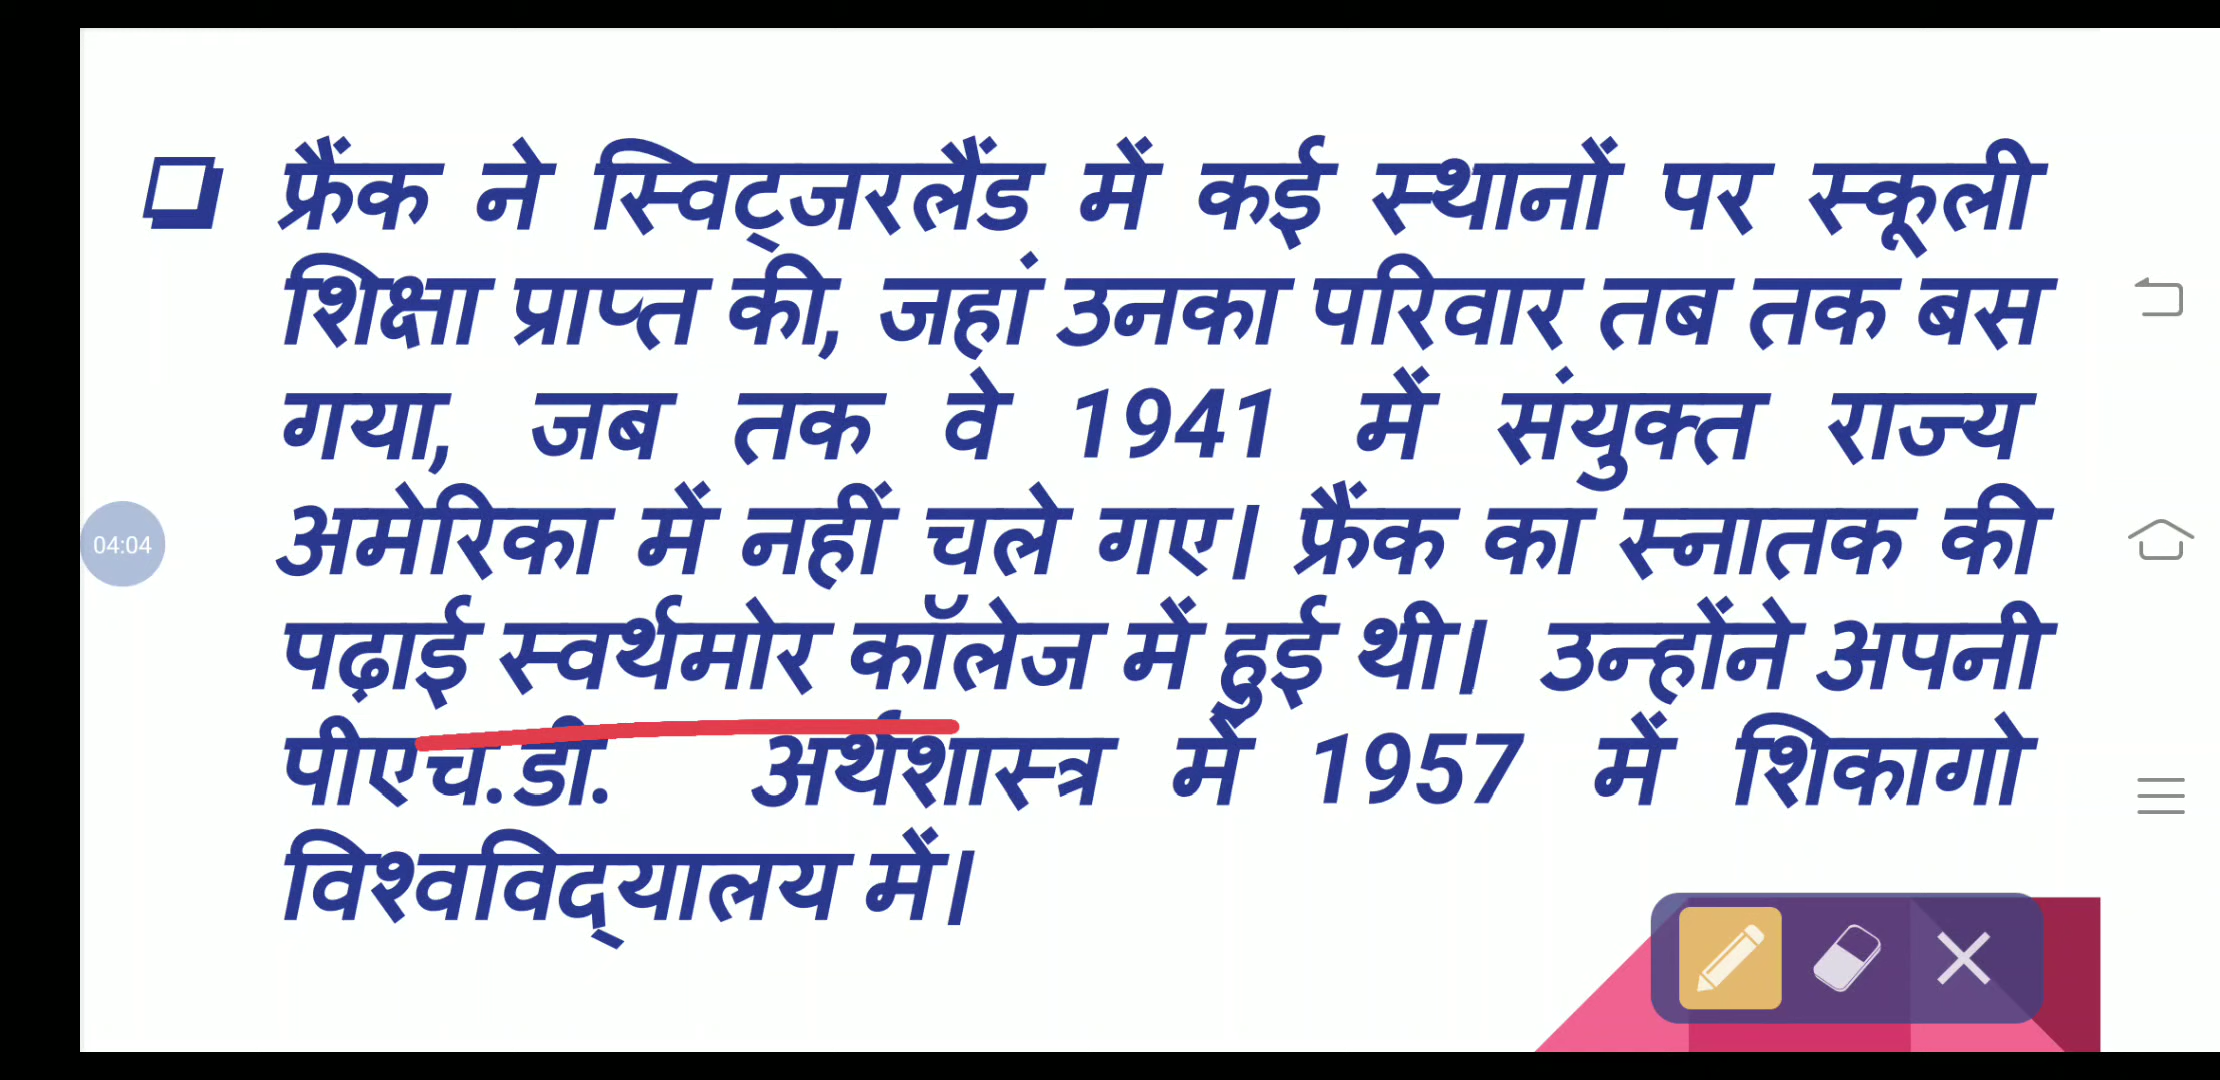 फ्रैंक ने स्विट्जरलैंड में कई स्थानों पर स्कूली
शिक्षा प्राप्त की, जहां उनका परिवार तब तक बस
गया, जब तक वे 1941 में संयुक्त राज्य
अमेरिका में नहीं चले गए। फ्रैंक का स्नातक की
04:04
पढ़ाई स्वर्थमोर कॉलेज में हुई थी। उन्होंने अपनी
पीएच.डी. अर्थशास्त्र में 1957 में शिकागो
विश्वविद्यालय में।